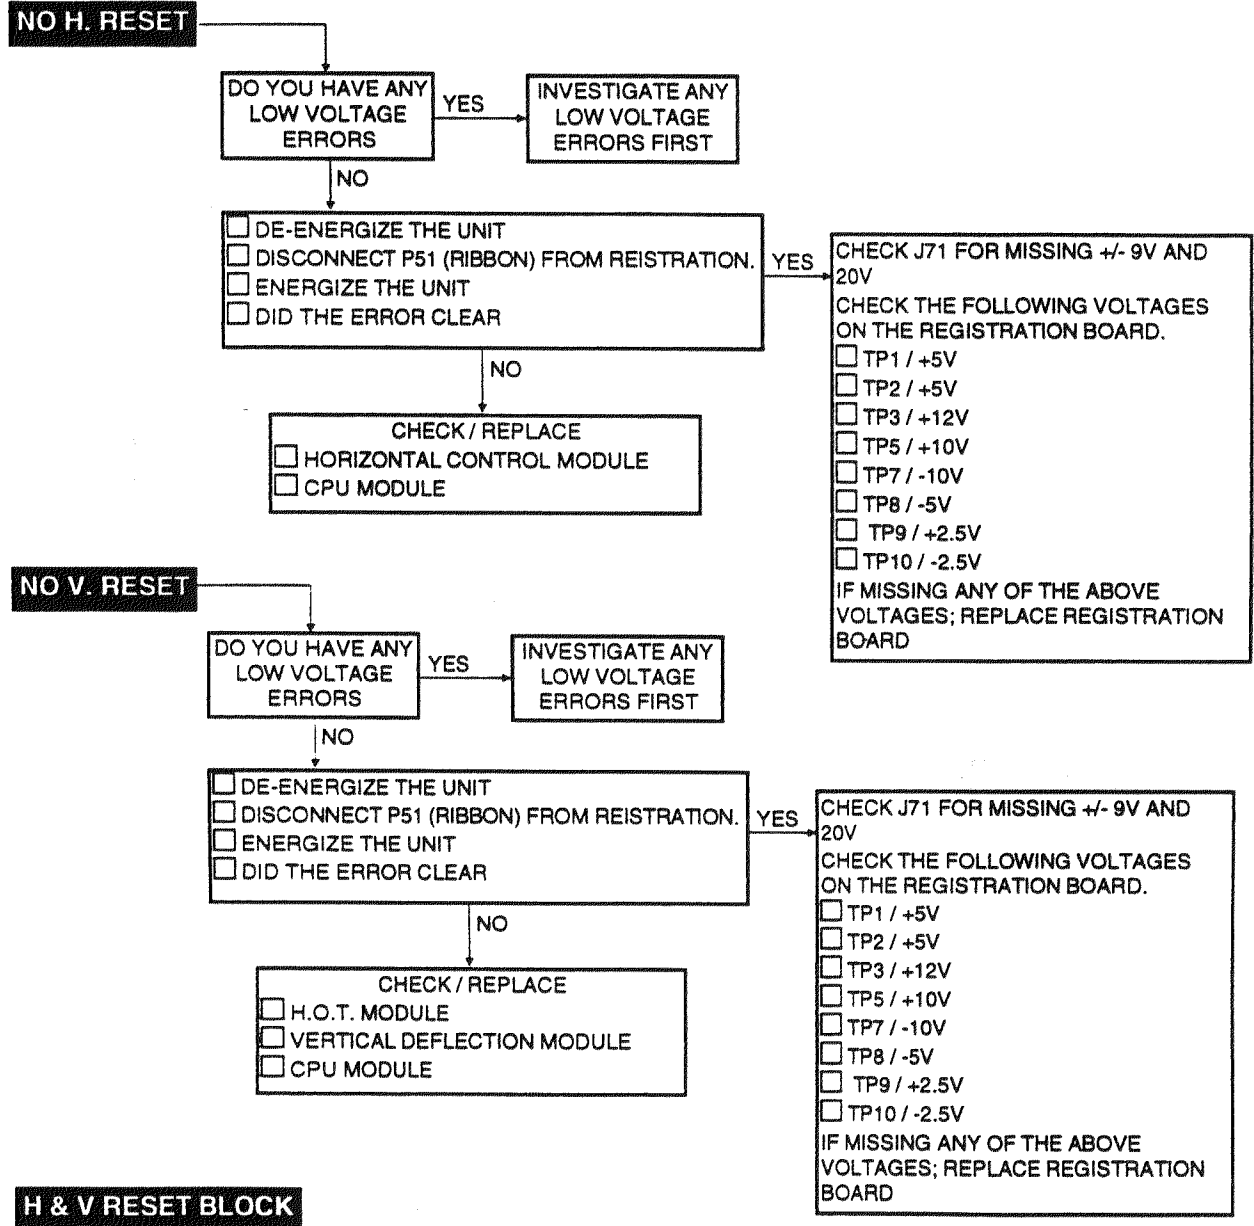 NO H. RESET
DO YOU HAVE ANY
LOW VOLTAGE
ERRORS
YES
INVESTIGATE ANY
LOW VOLTAGE
ERRORS FIRST
NO
DE-ENERGIZE THE UNIT
DISCONNECT P51 (RIBBON) FROM REISTRATION.
ENERGIZE THE UNIT
DID THE ERROR CLEAR
YES
CHECK J71 FOR MISSING +/- 9V AND
20V
CHECK THE FOLLOWING VOLTAGES
ON THE REGISTRATION BOARD.
TP1 / +5V
TP2 / +5V
TP3 / +12V
TP5 / +10V
TP7 / -10V
TP8 / -5V
TP9 / +2.5V
TP10 / -2.5V
IF MISSING ANY OF THE ABOVE
VOLTAGES; REPLACE REGISTRATION
BOARD
NO
CHECK / REPLACE
HORIZONTAL CONTROL MODULE
CPU MODULE
NO V. RESET
DO YOU HAVE ANY
LOW VOLTAGE
ERRORS
YES
INVESTIGATE ANY
LOW VOLTAGE
ERRORS FIRST
NO
DE-ENERGIZE THE UNIT
DISCONNECT P51 (RIBBON) FROM REISTRATION.
ENERGIZE THE UNIT
DID THE ERROR CLEAR
YES
CHECK J71 FOR MISSING +/- 9V AND
20V
CHECK THE FOLLOWING VOLTAGES
ON THE REGISTRATION BOARD.
TP1 / +5V
TP2 / +5V
TP3 / +12V
TP5 / +10V
TP7 / -10V
TP8 / -5V
TP9 / +2.5V
TP10 / -2.5V
IF MISSING ANY OF THE ABOVE
VOLTAGES; REPLACE REGISTRATION
BOARD
NO
CHECK / REPLACE
H.O.T. MODULE
VERTICAL DEFLECTION MODULE
CPU MODULE
H & V RESET BLOCK